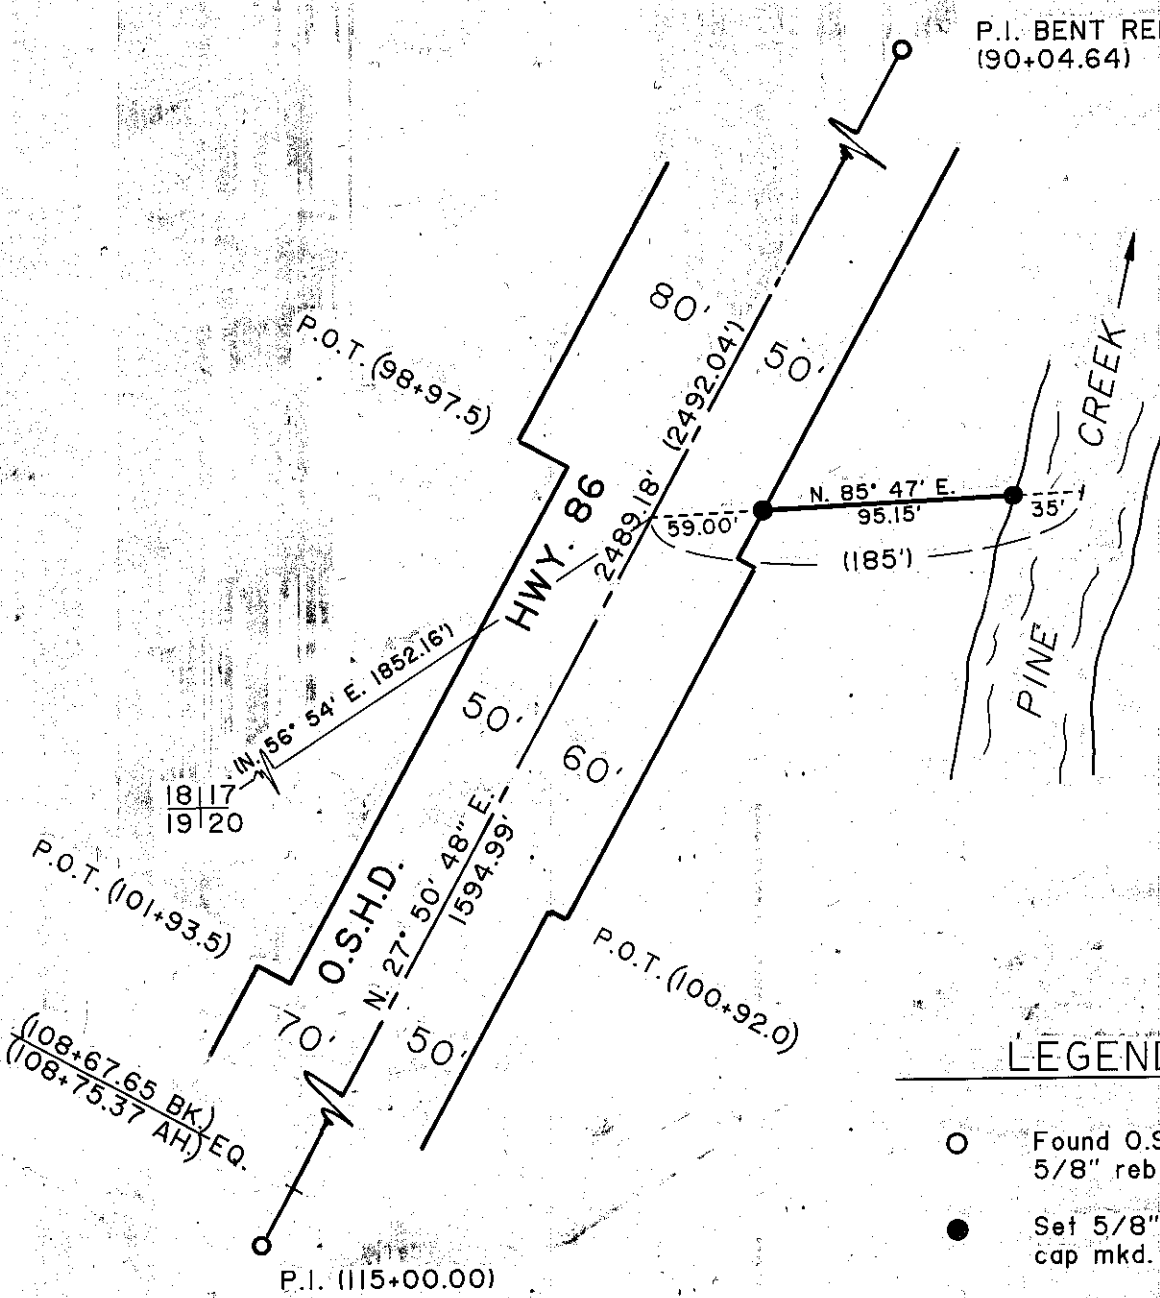 P.I. BENT
(90+04.64)
80'
50'
P.O.T. (98+97.5)
2489.18' (2492.04')
CREEK
HWY. 86
N. 85° 47' E.
95.15'
59.00'
35'
(185')
(N. 56° 54' E. 1852.16')
PINE
50'
60'
18|17
19|20
P.O.T. (101+93.5)
O.S.H.D.
N. 27° 50' 48" E.
1594.99'
P.O.T. (100+92.0)
70'
50'
(108+67.65 BK.)
(108+75.37 AH.) EQ.
LEGEND
Found
5/8"
Set 5/8"
cap mkd.
P.I. (115+00.00)